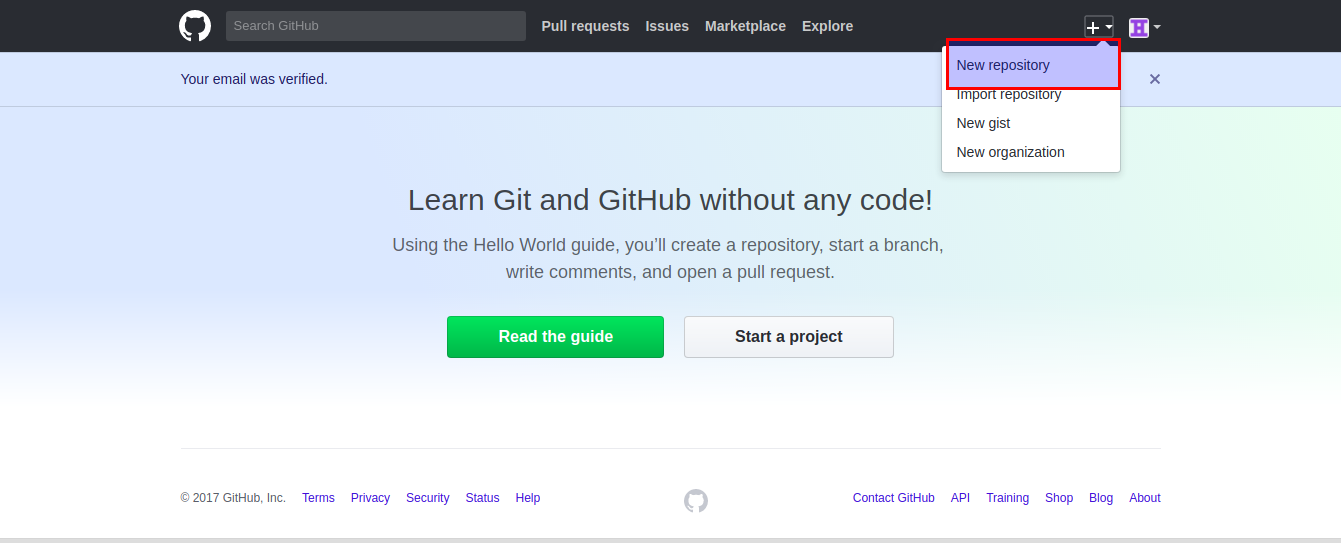 Search GitHub
Pull requests
Issues
Marketplace
Explore
New repository
Import repository
New gist
New organization
Your email was verified.
Learn Git and GitHub without any code!
Using the Hello World guide, you’ll create a repository, start a branch,
write comments, and open a pull request.
Read the guide
Start a project
© 2017 GitHub, Inc.
Terms
Privacy
Security
Status
Help
Contact GitHub
API
Training
Shop
Blog
About